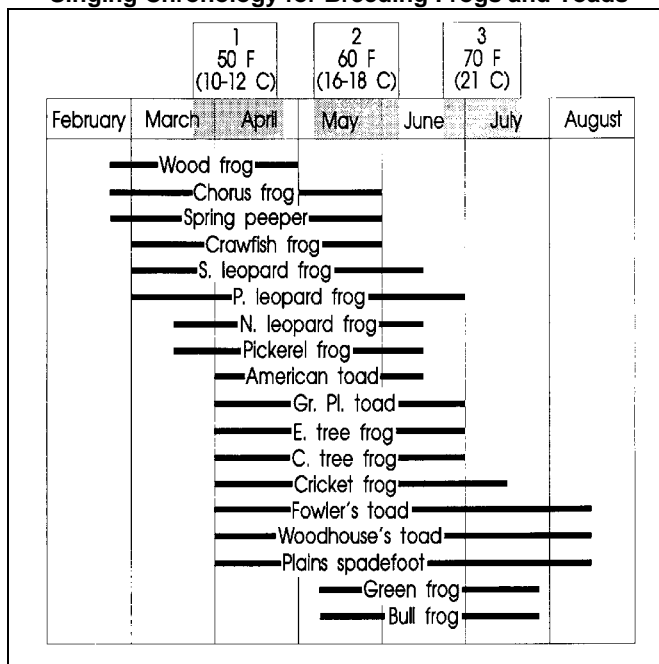 Singing Chronology for Breeding Frogs and Toads
1
50 F
(10-12 C)
2
60 F
(16-18 C)
3
70 F
(21 C)
February March April May June July August
Wood frog
Chorus frog
Spring peeper
Crawfish frog
S. leopard frog
P. leopard frog
N. leopard frog
Pickerel frog
American toad
Gr. Pl. toad
E. tree frog
C. tree frog
Cricket frog
Fowler's toad
Woodhouse's toad
Plains spadefoot
Green frog
Bull frog